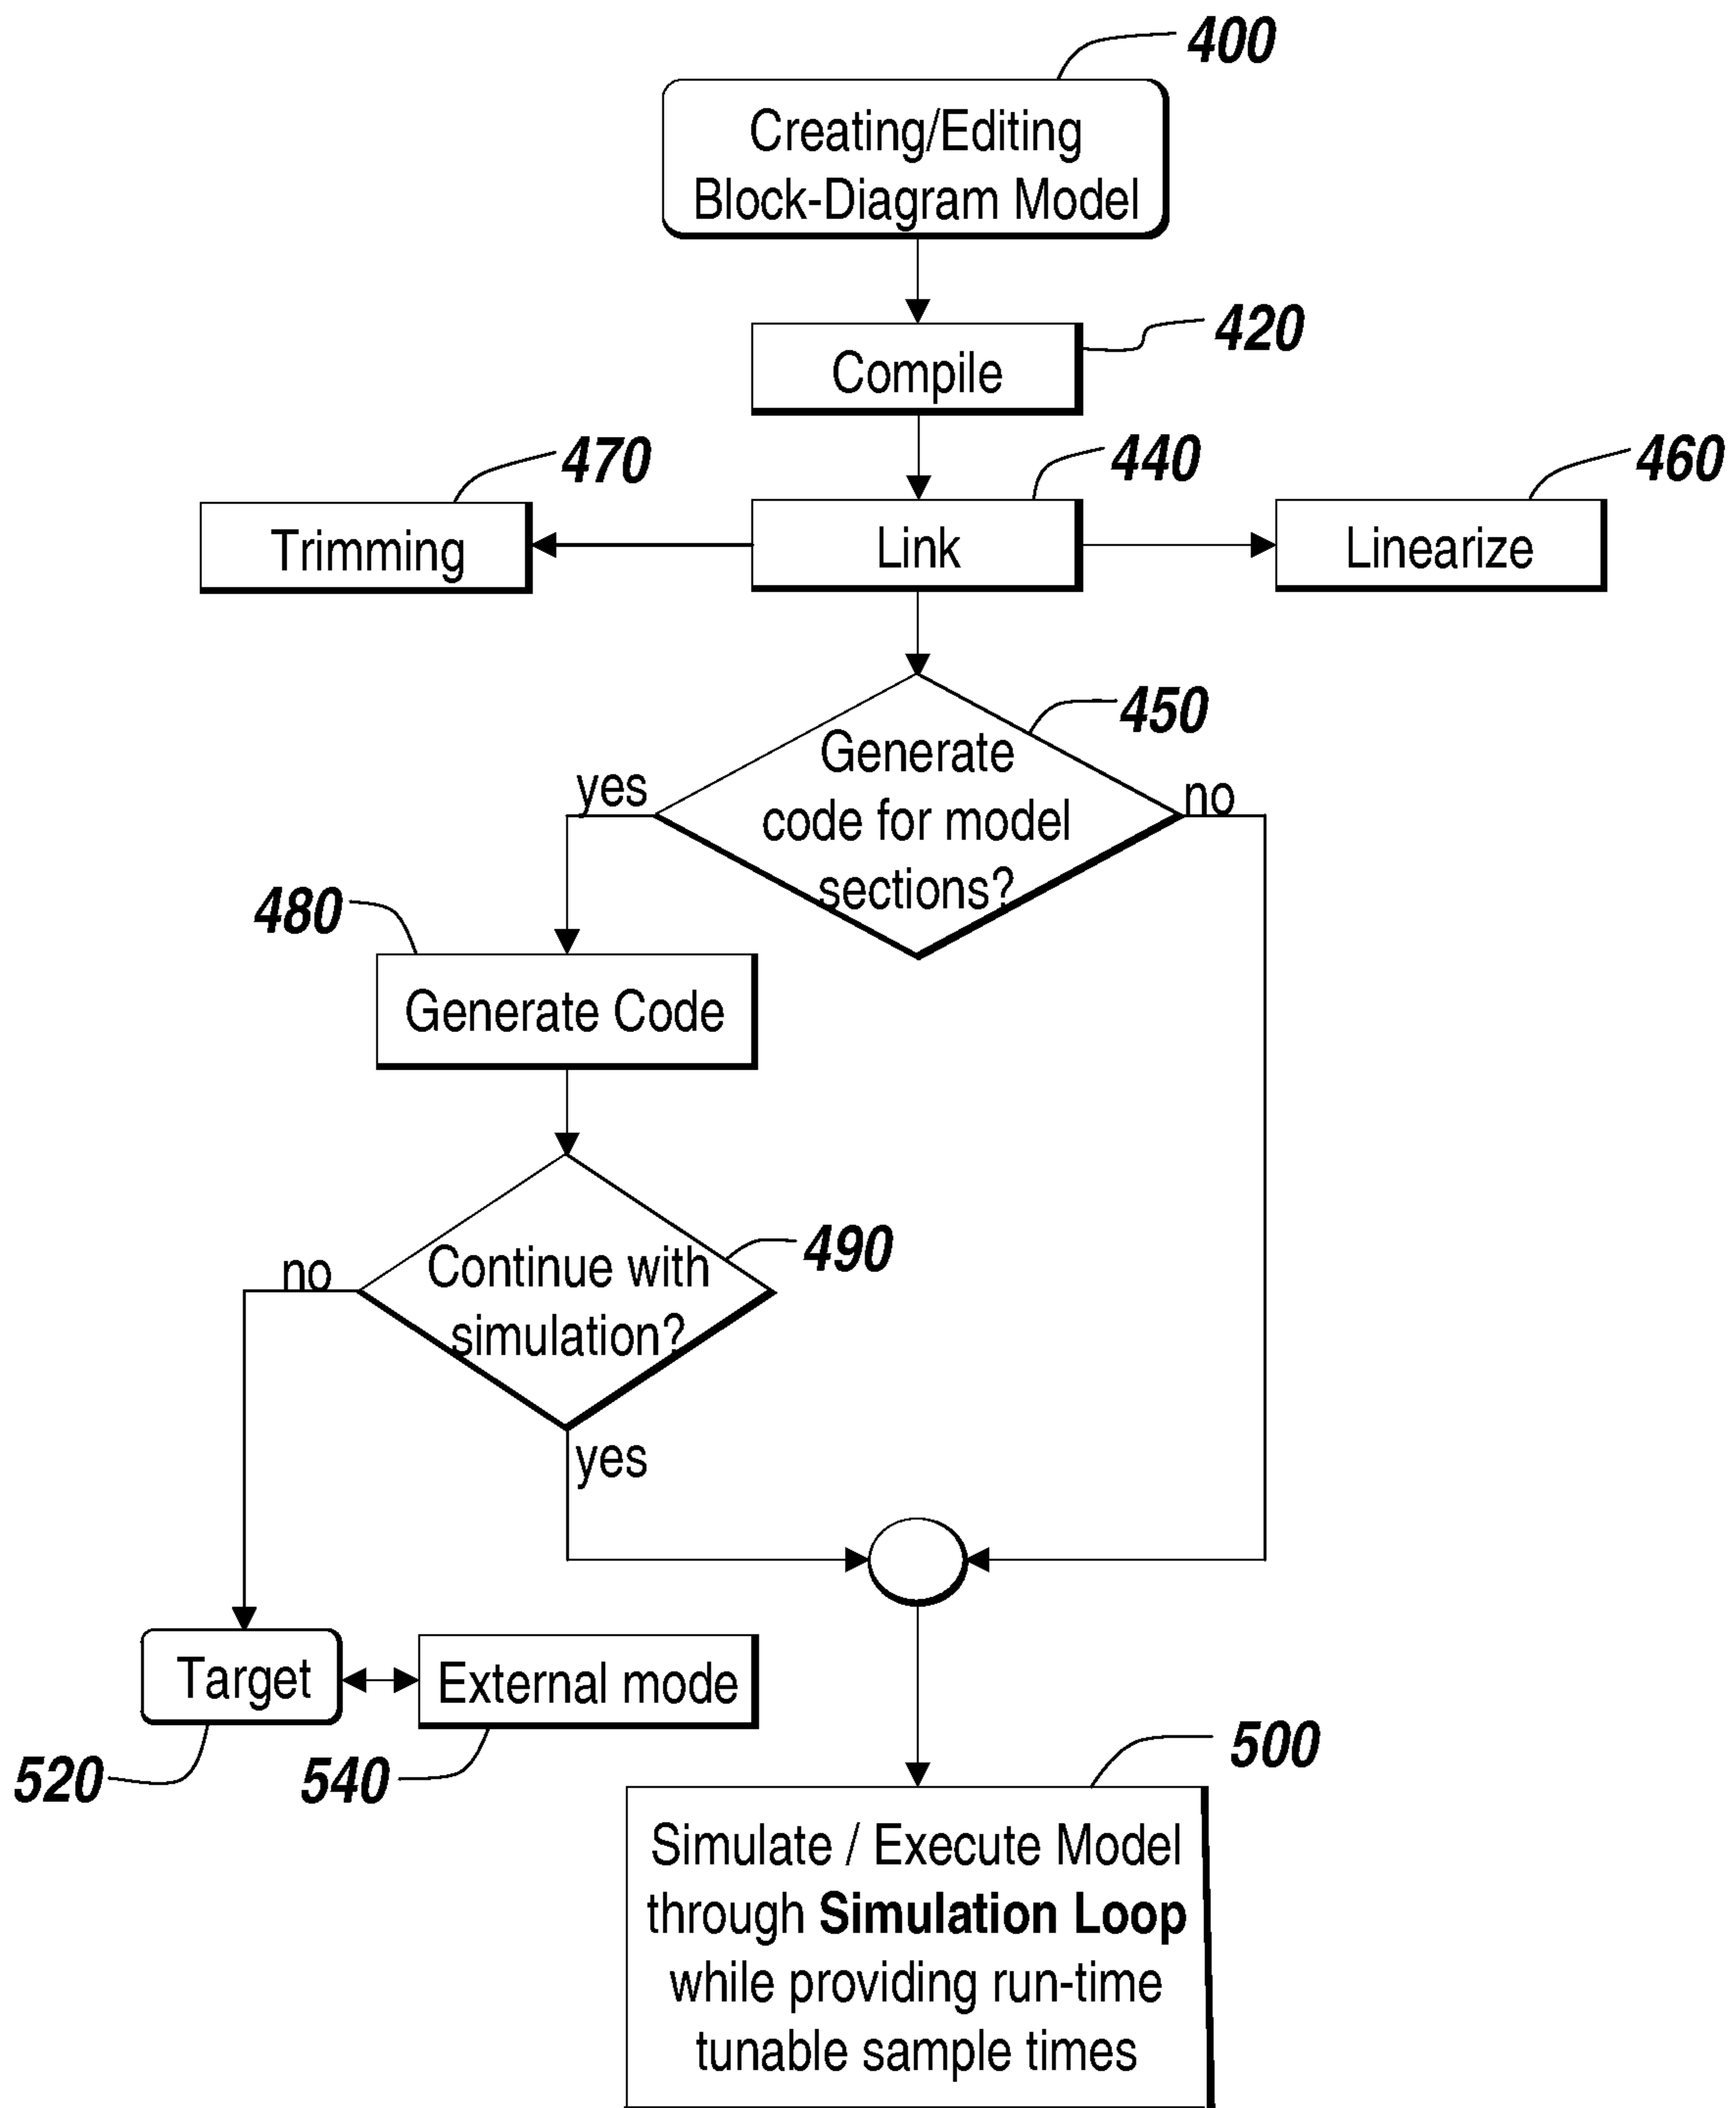 400
Creating/Editing
Block-Diagram Model
420
Compile
470
440
460
Trimming
Link
Linearize
450
Generate
code for model
sections?
yes
no
480
Generate Code
490
Continue with
simulation?
no
yes
Target
External mode
520
540
500
Simulate / Execute Model
through Simulation Loop
while providing run-time
tunable sample times